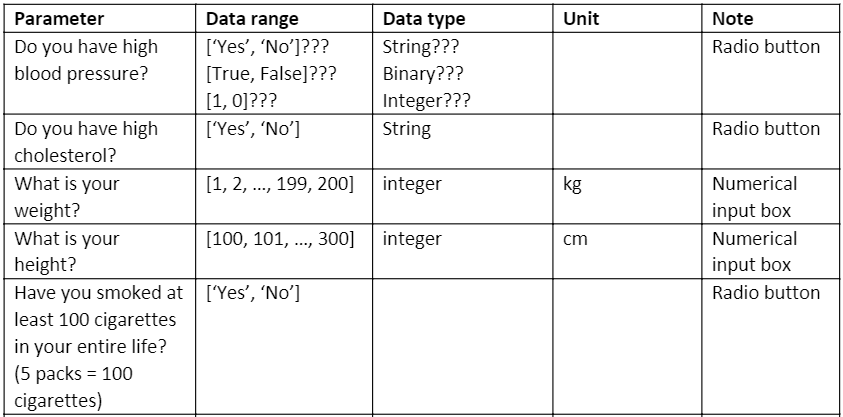 Parameter Data range Data type Unit Note
Do you have high ['Yes', 'No']??? String??? Radio button
blood pressure? [True, False]??? Binary???
[1, 0]??? Integer???
Do you have high ['Yes', 'No'] String Radio button
cholesterol?
What is your [1, 2, …, 199, 200] integer kg Numerical
weight? input box
What is your [100, 101, …, 300] integer cm Numerical
height? input box
Have you smoked at ['Yes', 'No'] Radio button
least 100 cigarettes
in your entire life?
(5 packs = 100
cigarettes)